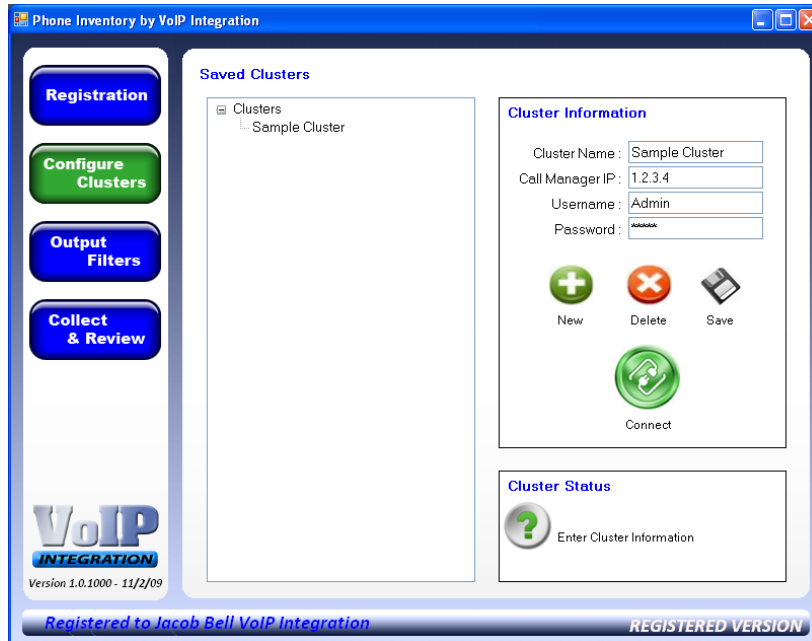 Phone Inventory by VoIP Integration
Registration
Configure
Clusters
Output
Filters
Collect
& Review
VoIP
INTEGRATION
Version 1.0.1000 - 11/2/09
Saved Clusters
Clusters
Sample Cluster
Cluster Information
Cluster Name : Sample Cluster
Call Manager IP : 1.2.3.4
Username : Admin
Password : *****
New Delete Save
Connect
Cluster Status
? Enter Cluster Information
Registered to Jacob Bell VoIP Integration
REGISTERED VERSION